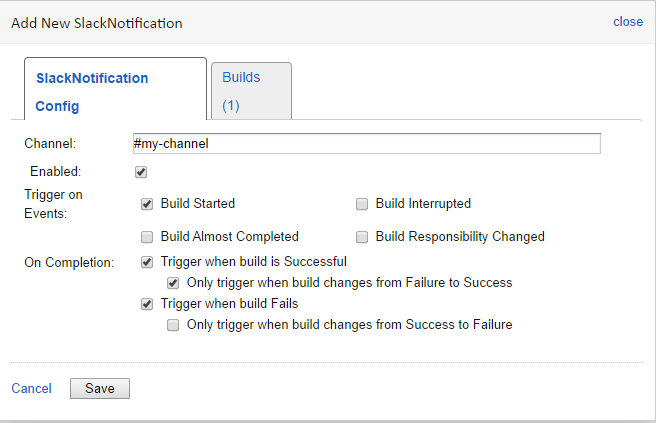 Add New SlackNotification
close
SlackNotification
Config
Builds
(1)
Channel:
#my-channel
Enabled:
Trigger on
Events:
Build Started
Build Interrupted
Build Almost Completed
Build Responsibility Changed
On Completion:
Trigger when build is Successful
Only trigger when build changes from Failure to Success
Trigger when build Fails
Only trigger when build changes from Success to Failure
Cancel
Save